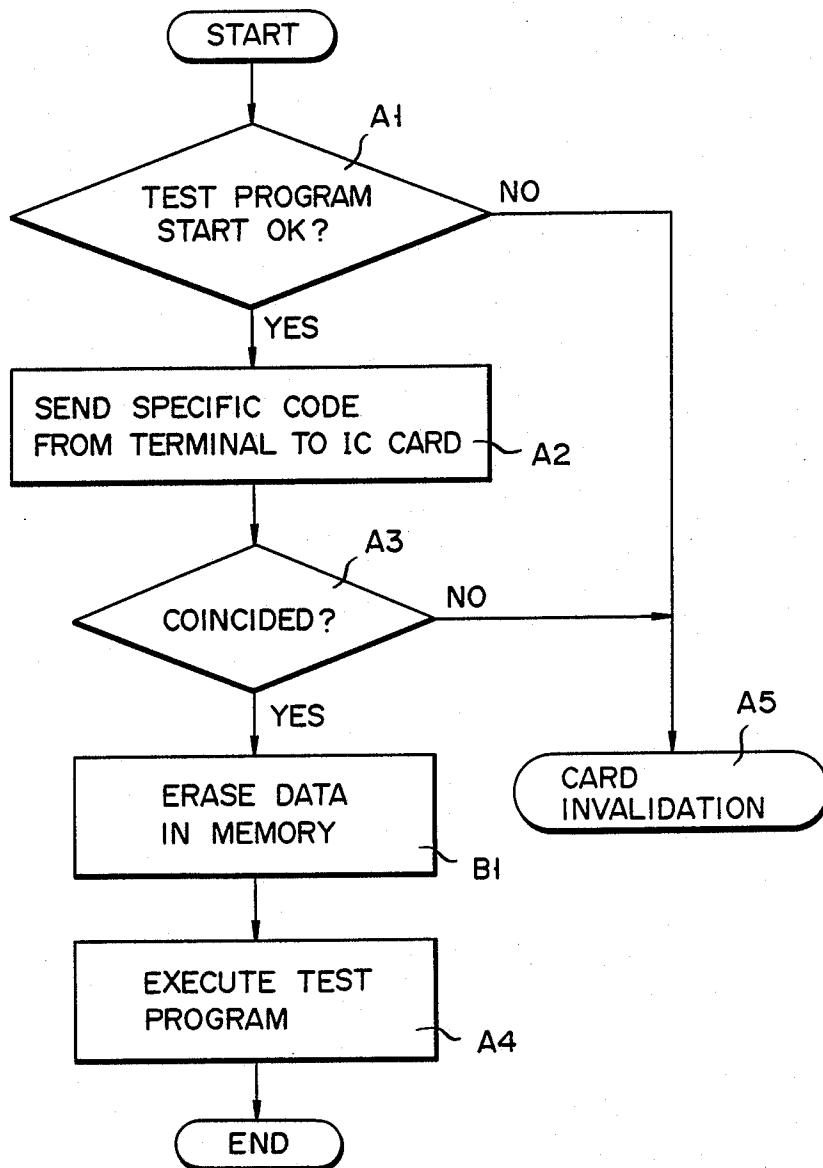 START
A1
TEST PROGRAM
START OK?
NO
YES
SEND SPECIFIC CODE
FROM TERMINAL TO IC CARD
A2
A3
COINCIDED?
NO
YES
A5
CARD
INVALIDATION
ERASE DATA
IN MEMORY
B1
EXECUTE TEST
PROGRAM
A4
END